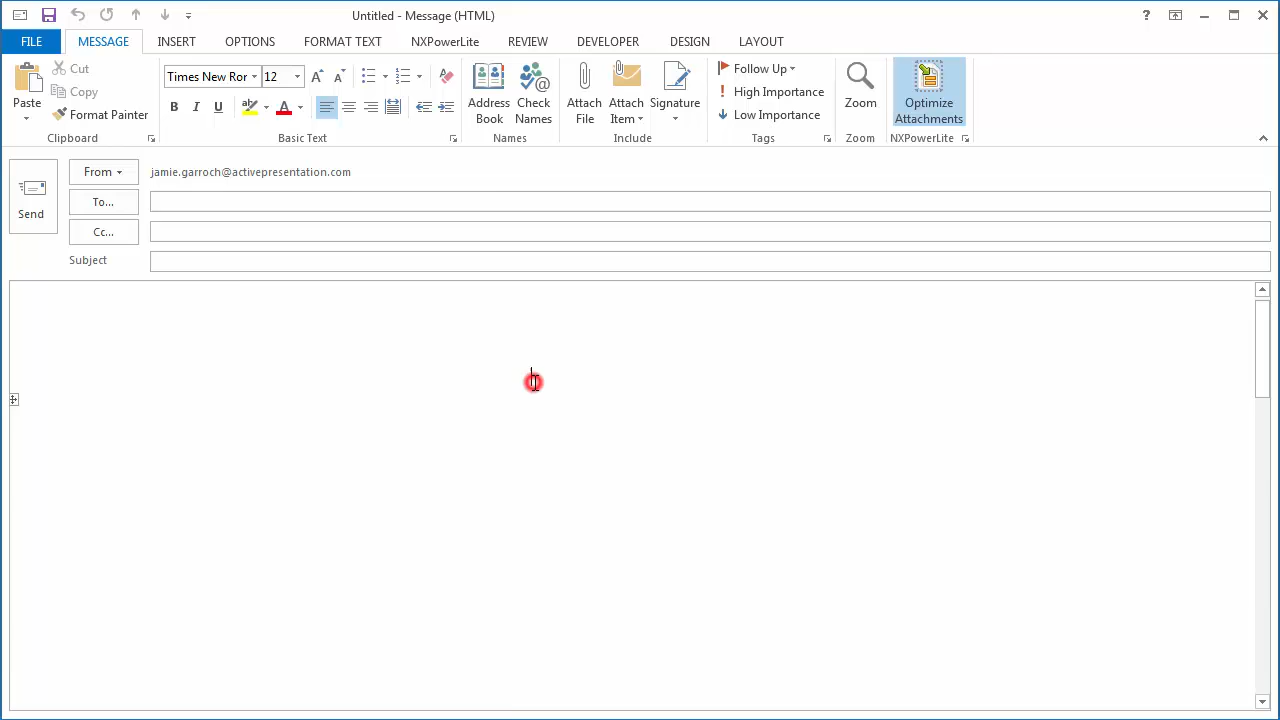 Untitled - Message (HTML)
?
FILE MESSAGE INSERT OPTIONS FORMAT TEXT NXPowerLite REVIEW DEVELOPER DESIGN LAYOUT
Paste
Cut
Copy
Format Painter
Clipboard
Times New Ror 12
B I U
Basic Text
Address Book
Check Names
Names
Attach File
Attach Item
Signature
Include
Follow Up
High Importance
Low Importance
Tags
Zoom
Zoom
Optimize Attachments
NXPowerLite
Send
From jamie.garroch@activepresentation.com
To...
Cc...
Subject